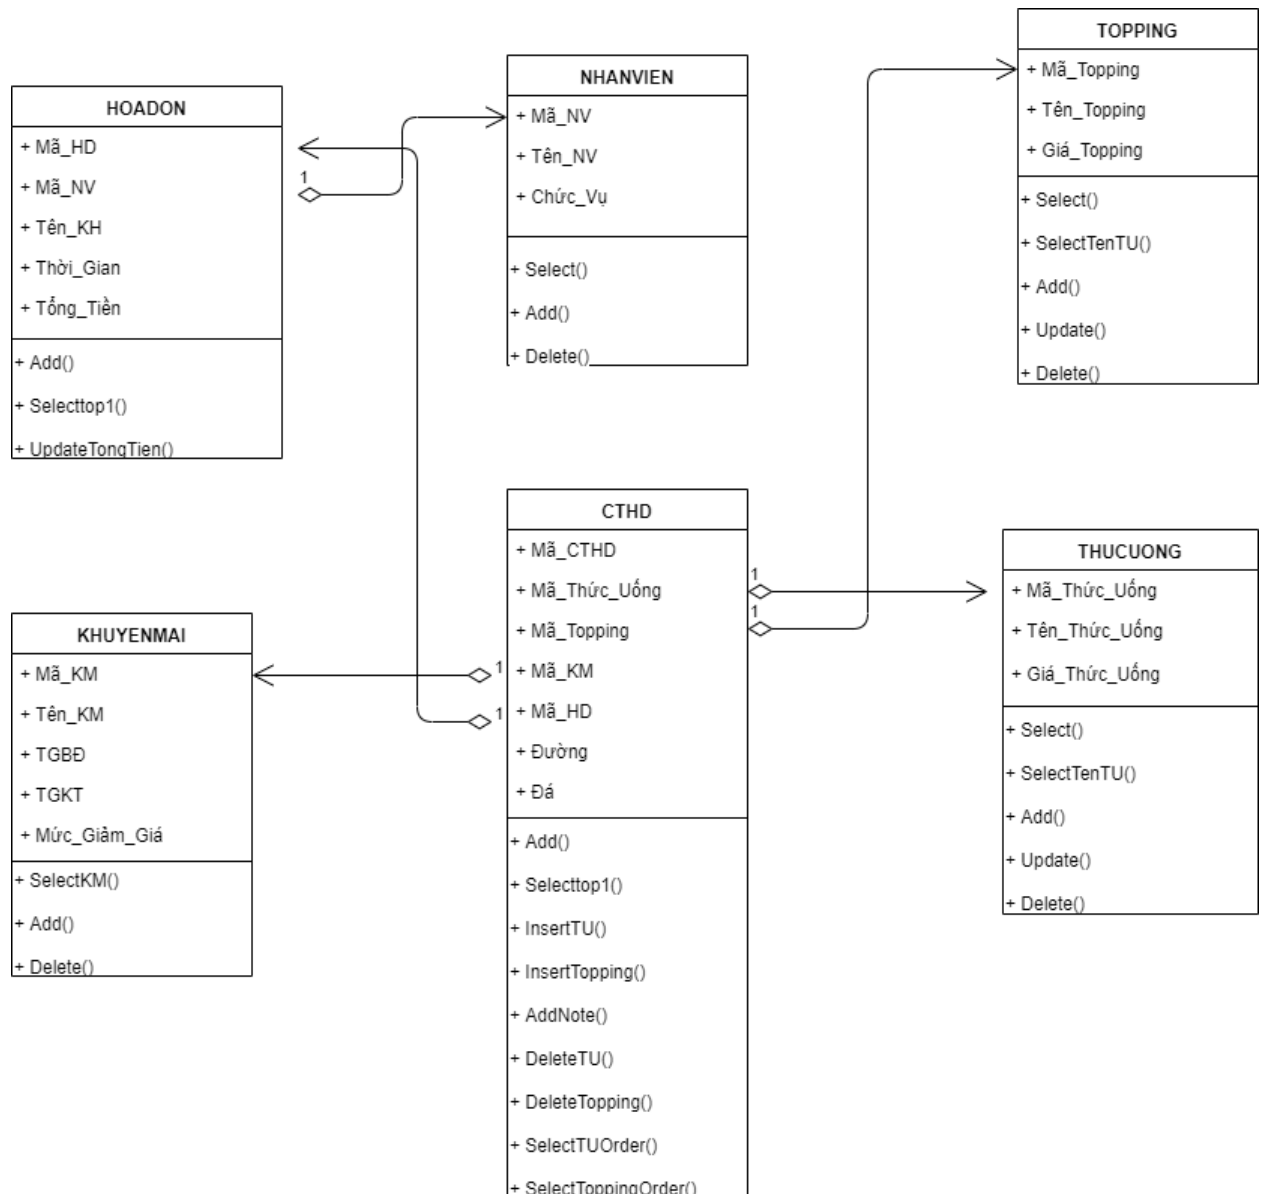 HOADON
+ Mã_HD
+ Mã_NV
+ Tên_KH
+ Thời_Gian
+ Tổng_Tiền
+ Add()
+ Selecttop1()
+ UpdateTongTien()
1
NHANVIEN
+ Mã_NV
+ Tên_NV
+ Chức_Vụ
+ Select()
+ Add()
+ Delete()
TOPPING
+ Mã_Topping
+ Tên_Topping
+ Giá_Topping
+ Select()
+ SelectTenTU()
+ Add()
+ Update()
+ Delete()
KHUYENMAI
+ Mã_KM
+ Tên_KM
+ TGBĐ
+ TGKT
+ Mức_Giảm_Giá
+ SelectKM()
+ Add()
+ Delete()
1
1
CTHD
+ Mã_CTHD
+ Mã_Thức_Uống
+ Mã_Topping
+ Mã_KM
+ Mã_HD
+ Đường
+ Đá
+ Add()
+ Selecttop1()
+ InsertTU()
+ InsertTopping()
+ AddNote()
+ DeleteTU()
+ DeleteTopping()
+ SelectTUOrder()
+ SelectToppingOrder()
1
1
THUCUONG
+ Mã_Thức_Uống
+ Tên_Thức_Uống
+ Giá_Thức_Uống
+ Select()
+ SelectTenTU()
+ Add()
+ Update()
+ Delete()